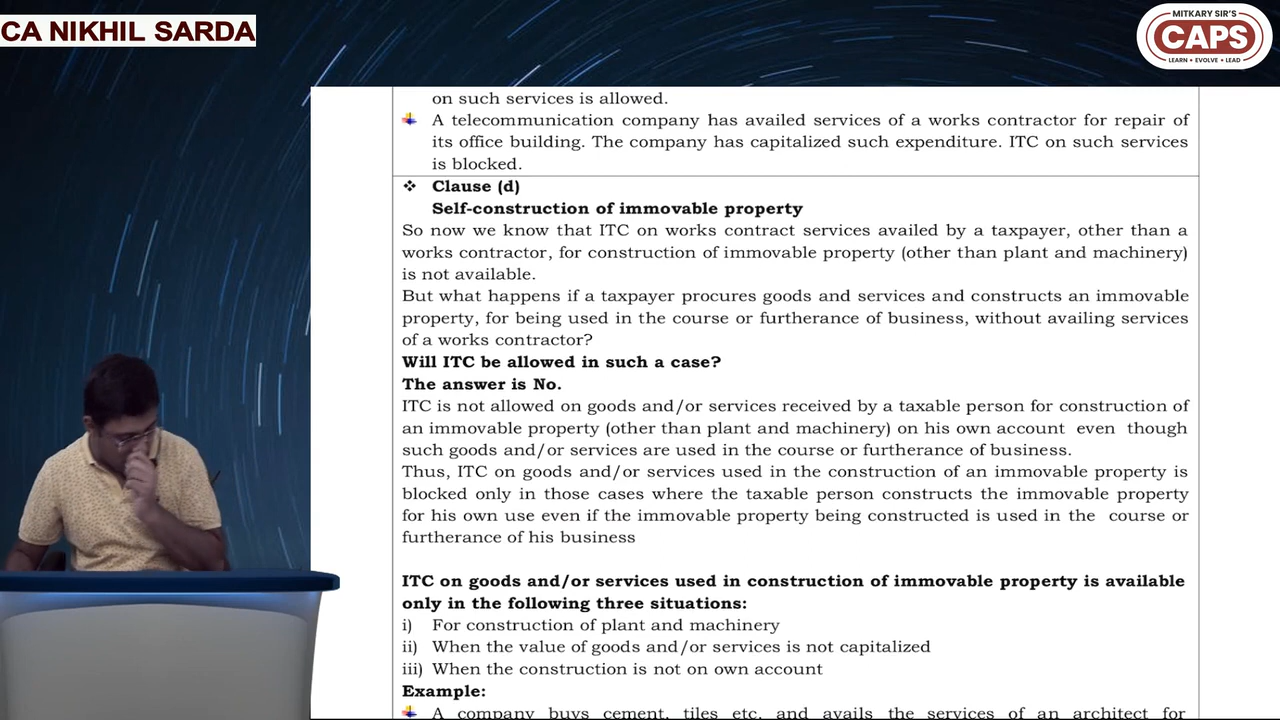 CA NIKHIL SARDA
MITKARY SIR'S
CAPS
LEARN • EVOLVE • LEAD
on such services is allowed.
A telecommunication company has availed services of a works contractor for repair of
its office building. The company has capitalized such expenditure. ITC on such services
is blocked.
❖ Clause (d)
Self-construction of immovable property
So now we know that ITC on works contract services availed by a taxpayer, other than a
works contractor, for construction of immovable property (other than plant and machinery)
is not available.
But what happens if a taxpayer procures goods and services and constructs an immovable
property, for being used in the course or furtherance of business, without availing services
of a works contractor?
Will ITC be allowed in such a case?
The answer is No.
ITC is not allowed on goods and/or services received by a taxable person for construction of
an immovable property (other than plant and machinery) on his own account even though
such goods and/or services are used in the course or furtherance of business.
Thus, ITC on goods and/or services used in the construction of an immovable property is
blocked only in those cases where the taxable person constructs the immovable property
for his own use even if the immovable property being constructed is used in the course or
furtherance of his business
ITC on goods and/or services used in construction of immovable property is available
only in the following three situations:
i) For construction of plant and machinery
ii) When the value of goods and/or services is not capitalized
iii) When the construction is not on own account
Example:
A company buys cement, tiles etc. and avails the services of an architect for